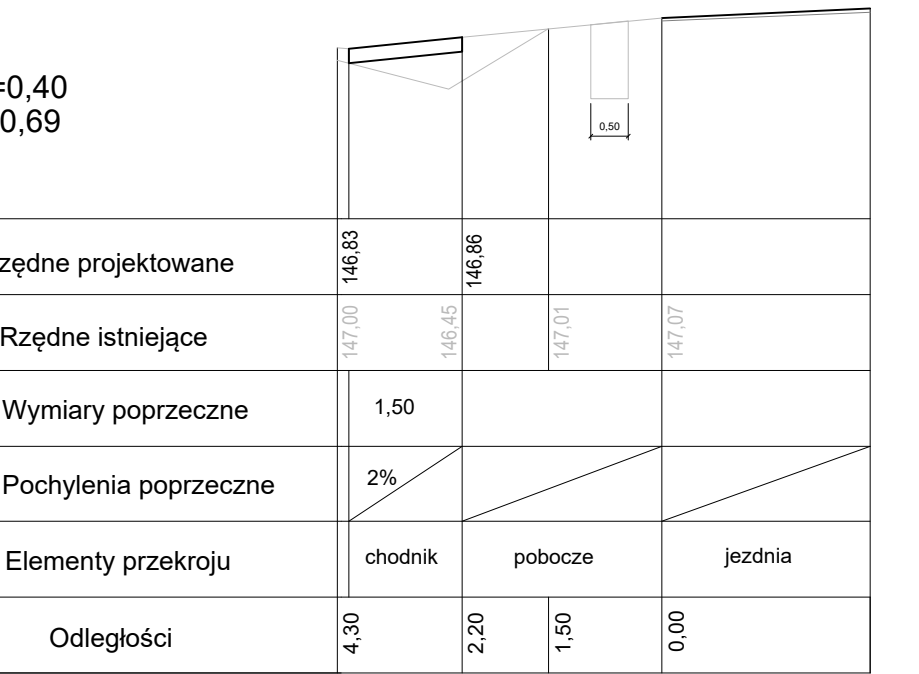 =0,40
0,69
0,50
zędne projektowane 146,83 146,86
Rzędne istniejące 147,00 146,45 147,01 147,07
Wymiary poprzeczne 1,50
Pochylenia poprzeczne 2%
Elementy przekroju chodnik pobocze jezdnia
Odległości 4,30 2,20 1,50 0,00